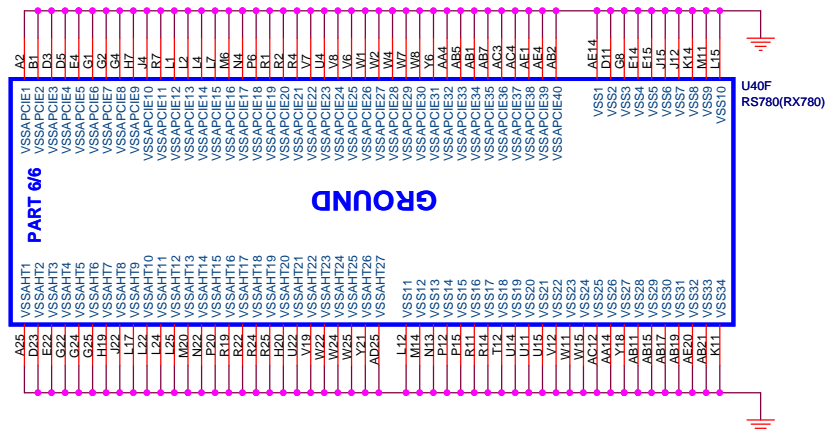 A2 B1 D3 D5 E4 G1 G2 G4 H7 J4 R7 L1 L2 L4 L7 M6 N4 P6 R1 R2 R4 V7 U4 V8 V6 W1 W2 W4 W7 W8 Y6 AA4 AB5 AB1 AB7 AC3 AC4 AE1 AE4 AB2
AE14 D11 G8 E14 E15 J15 J12 K14 M11 L15
U40F
RS780(RX780)
VSSAPCIE1 VSSAPCIE2 VSSAPCIE3 VSSAPCIE4 VSSAPCIE5 VSSAPCIE6 VSSAPCIE7 VSSAPCIE8 VSSAPCIE9 VSSAPCIE10 VSSAPCIE11 VSSAPCIE12 VSSAPCIE13 VSSAPCIE14 VSSAPCIE15 VSSAPCIE16 VSSAPCIE17 VSSAPCIE18 VSSAPCIE19 VSSAPCIE20 VSSAPCIE21 VSSAPCIE22 VSSAPCIE23 VSSAPCIE24 VSSAPCIE25 VSSAPCIE26 VSSAPCIE27 VSSAPCIE28 VSSAPCIE29 VSSAPCIE30 VSSAPCIE31 VSSAPCIE32 VSSAPCIE33 VSSAPCIE34 VSSAPCIE35 VSSAPCIE36 VSSAPCIE37 VSSAPCIE38 VSSAPCIE39 VSSAPCIE40
VSS1 VSS2 VSS3 VSS4 VSS5 VSS6 VSS7 VSS8 VSS9 VSS10
PART 6/6
GROUND
VSSAHT1 VSSAHT2 VSSAHT3 VSSAHT4 VSSAHT5 VSSAHT6 VSSAHT7 VSSAHT8 VSSAHT9 VSSAHT10 VSSAHT11 VSSAHT12 VSSAHT13 VSSAHT14 VSSAHT15 VSSAHT16 VSSAHT17 VSSAHT18 VSSAHT19 VSSAHT20 VSSAHT21 VSSAHT22 VSSAHT23 VSSAHT24 VSSAHT25 VSSAHT26 VSSAHT27
VSS11 VSS12 VSS13 VSS14 VSS15 VSS16 VSS17 VSS18 VSS19 VSS20 VSS21 VSS22 VSS23 VSS24 VSS25 VSS26 VSS27 VSS28 VSS29 VSS30 VSS31 VSS32 VSS33 VSS34
A25 D23 E22 G22 G24 G25 H19 J22 L17 L22 L24 L25 M20 N22 P20 R19 R22 R24 R25 H20 U22 V19 W22 W24 W25 Y21 AD25
L12 M14 N13 P12 P15 R11 R14 T12 U14 U11 U15 V12 W11 W15 AC12 AA14 Y18 AB11 AB15 AB17 AB19 AE20 AB21 K11